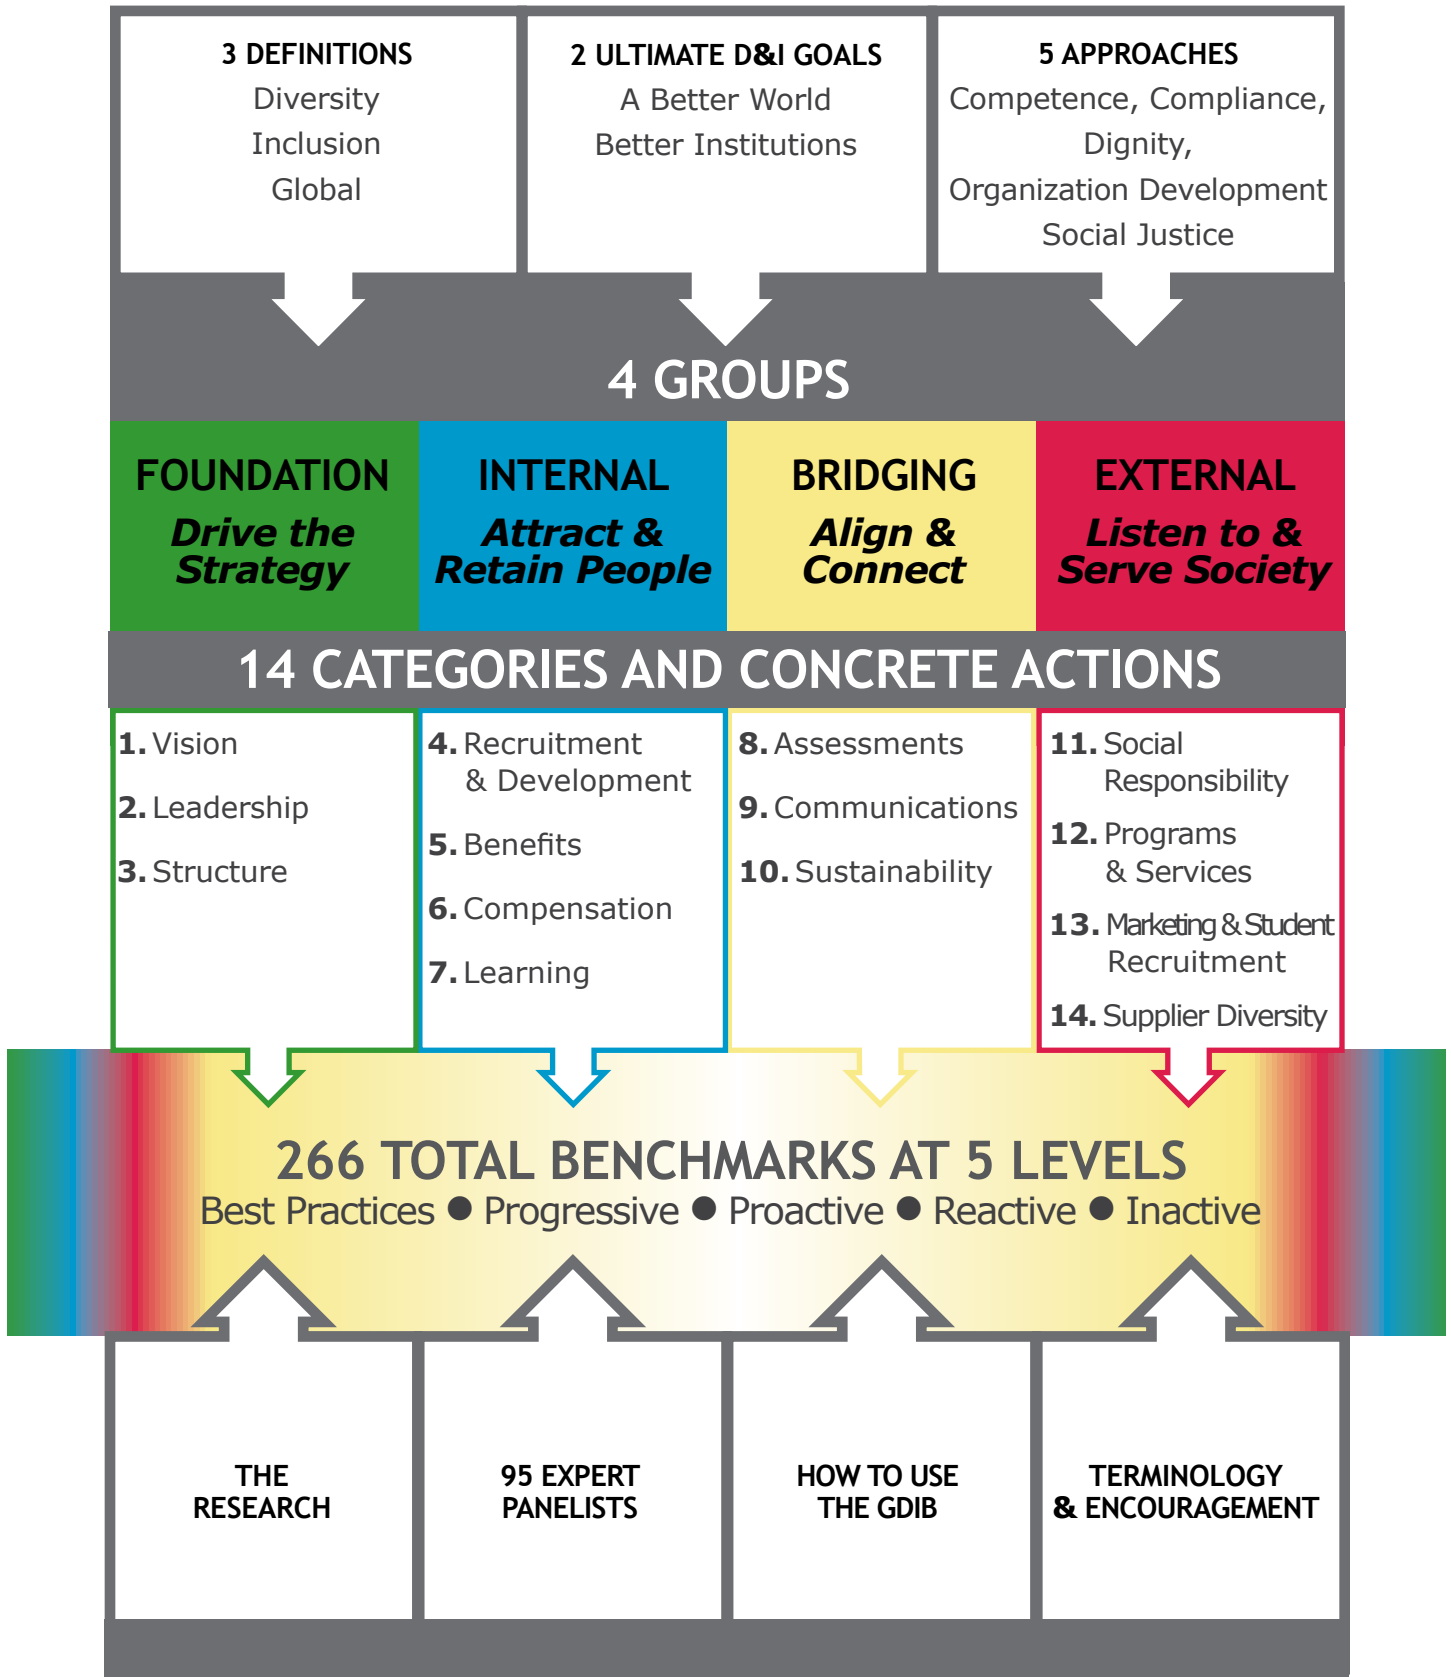 3 DEFINITIONS
Diversity
Inclusion
Global
2 ULTIMATE D&I GOALS
A Better World
Better Institutions
5 APPROACHES
Competence, Compliance,
Dignity,
Organization Development
Social Justice
4 GROUPS
FOUNDATION
Drive the
Strategy
INTERNAL
Attract &
Retain People
BRIDGING
Align &
Connect
EXTERNAL
Listen to &
Serve Society
14 CATEGORIES AND CONCRETE ACTIONS
1. Vision
2. Leadership
3. Structure
4. Recruitment
& Development
5. Benefits
6. Compensation
7. Learning
8. Assessments
9. Communications
10. Sustainability
11. Social
Responsibility
12. Programs
& Services
13. Marketing & Student
Recruitment
14. Supplier Diversity
266 TOTAL BENCHMARKS AT 5 LEVELS
Best Practices ● Progressive ● Proactive ● Reactive ● Inactive
THE
RESEARCH
95 EXPERT
PANELISTS
HOW TO USE
THE GDIB
TERMINOLOGY
& ENCOURAGEMENT